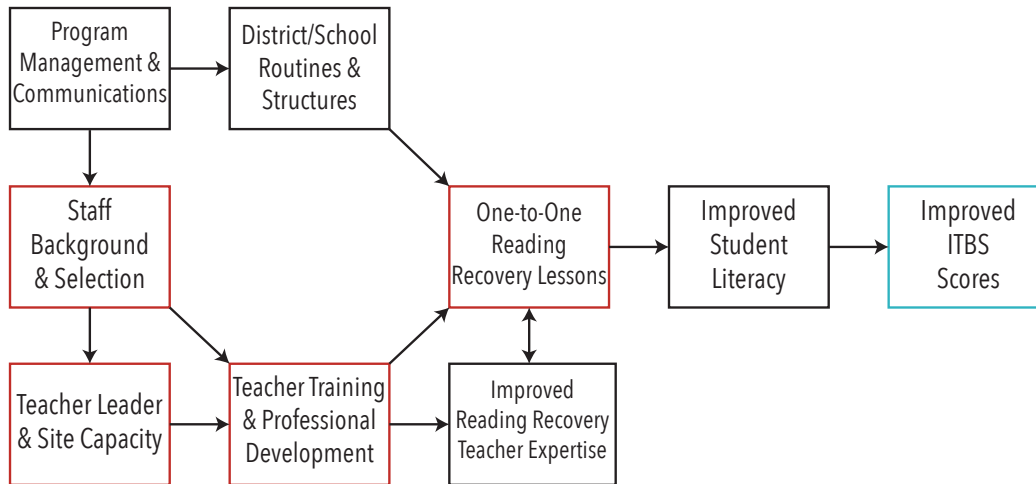 Program
Management &
Communications
District/School
Routines &
Structures
Staff
Background
& Selection
One-to-One
Reading
Recovery Lessons
Improved
Student
Literacy
Improved
ITBS
Scores
Teacher Leader
& Site Capacity
Teacher Training
& Professional
Development
Improved
Reading Recovery
Teacher Expertise